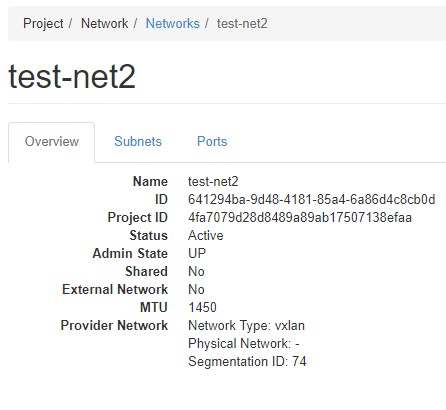 Project / Network / Networks / test-net2
test-net2
Overview Subnets Ports
Name test-net2
ID 641294ba-9d48-4181-85a4-6a86d4c8cb0d
Project ID 4fa7079d28d8489a89ab17507138efaa
Status Active
Admin State UP
Shared No
External Network No
MTU 1450
Provider Network Network Type: vxlan
Physical Network: -
Segmentation ID: 74